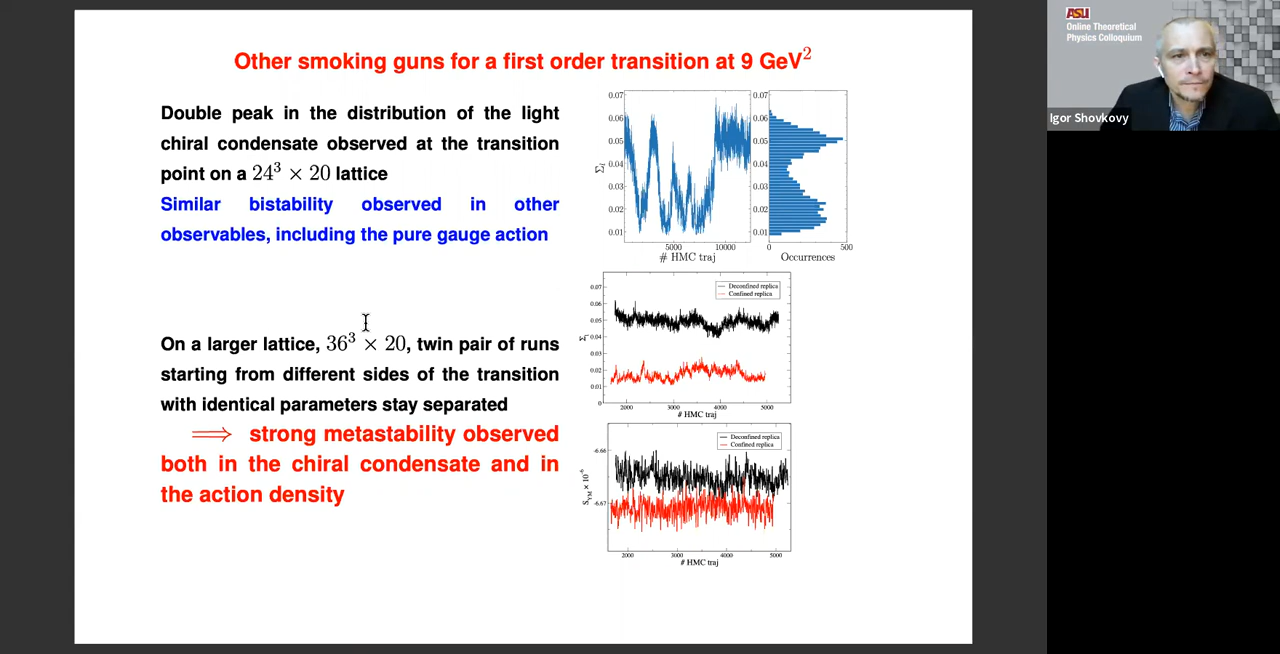 Other smoking guns for a first order transition at 9 GeV²
Double peak in the distribution of the light
chiral condensate observed at the transition
point on a 24³ × 20 lattice
Similar bistability observed in other
observables, including the pure gauge action
On a larger lattice, 36³ × 20, twin pair of runs
starting from different sides of the transition
with identical parameters stay separated
⟹ strong metastability observed
both in the chiral condensate and in
the action density
0.07
0.06
0.05
0.04
0.03
0.02
0.01
Σl
5000
10000
# HMC traj
0.07
0.06
0.05
0.04
0.03
0.02
0.01
0
500
Occurrences
0.07
0.06
0.05
0.04
0.03
0.02
0.01
0
Σl
Deconfined replica
Confined replica
2000
3000
4000
5000
# HMC traj
-6.66
-6.67
SYM × 10⁻⁶
Deconfined replica
Confined replica
2000
3000
4000
5000
# HMC traj
ASU
Online Theoretical
Physics Colloquium
Igor Shovkovy